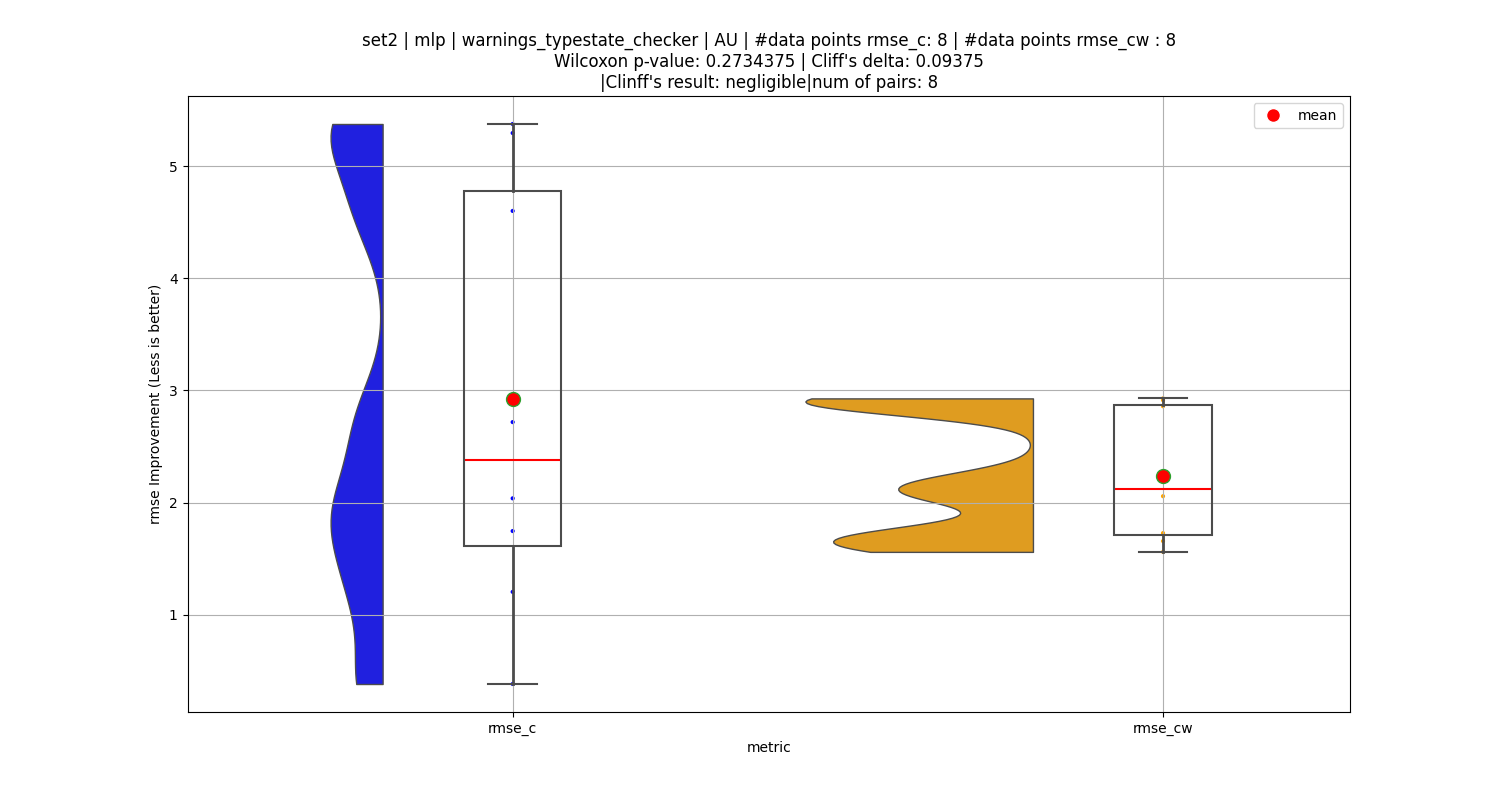 set2 | mlp | warnings_typestate_checker | AU | #data points rmse_c: 8 | #data points rmse_cw : 8
Wilcoxon p-value: 0.2734375 | Cliff's delta: 0.09375
|Clinff's result: negligible|num of pairs: 8
mean
rmse Improvement (Less is better)
5
4
3
2
1
rmse_c
rmse_cw
metric